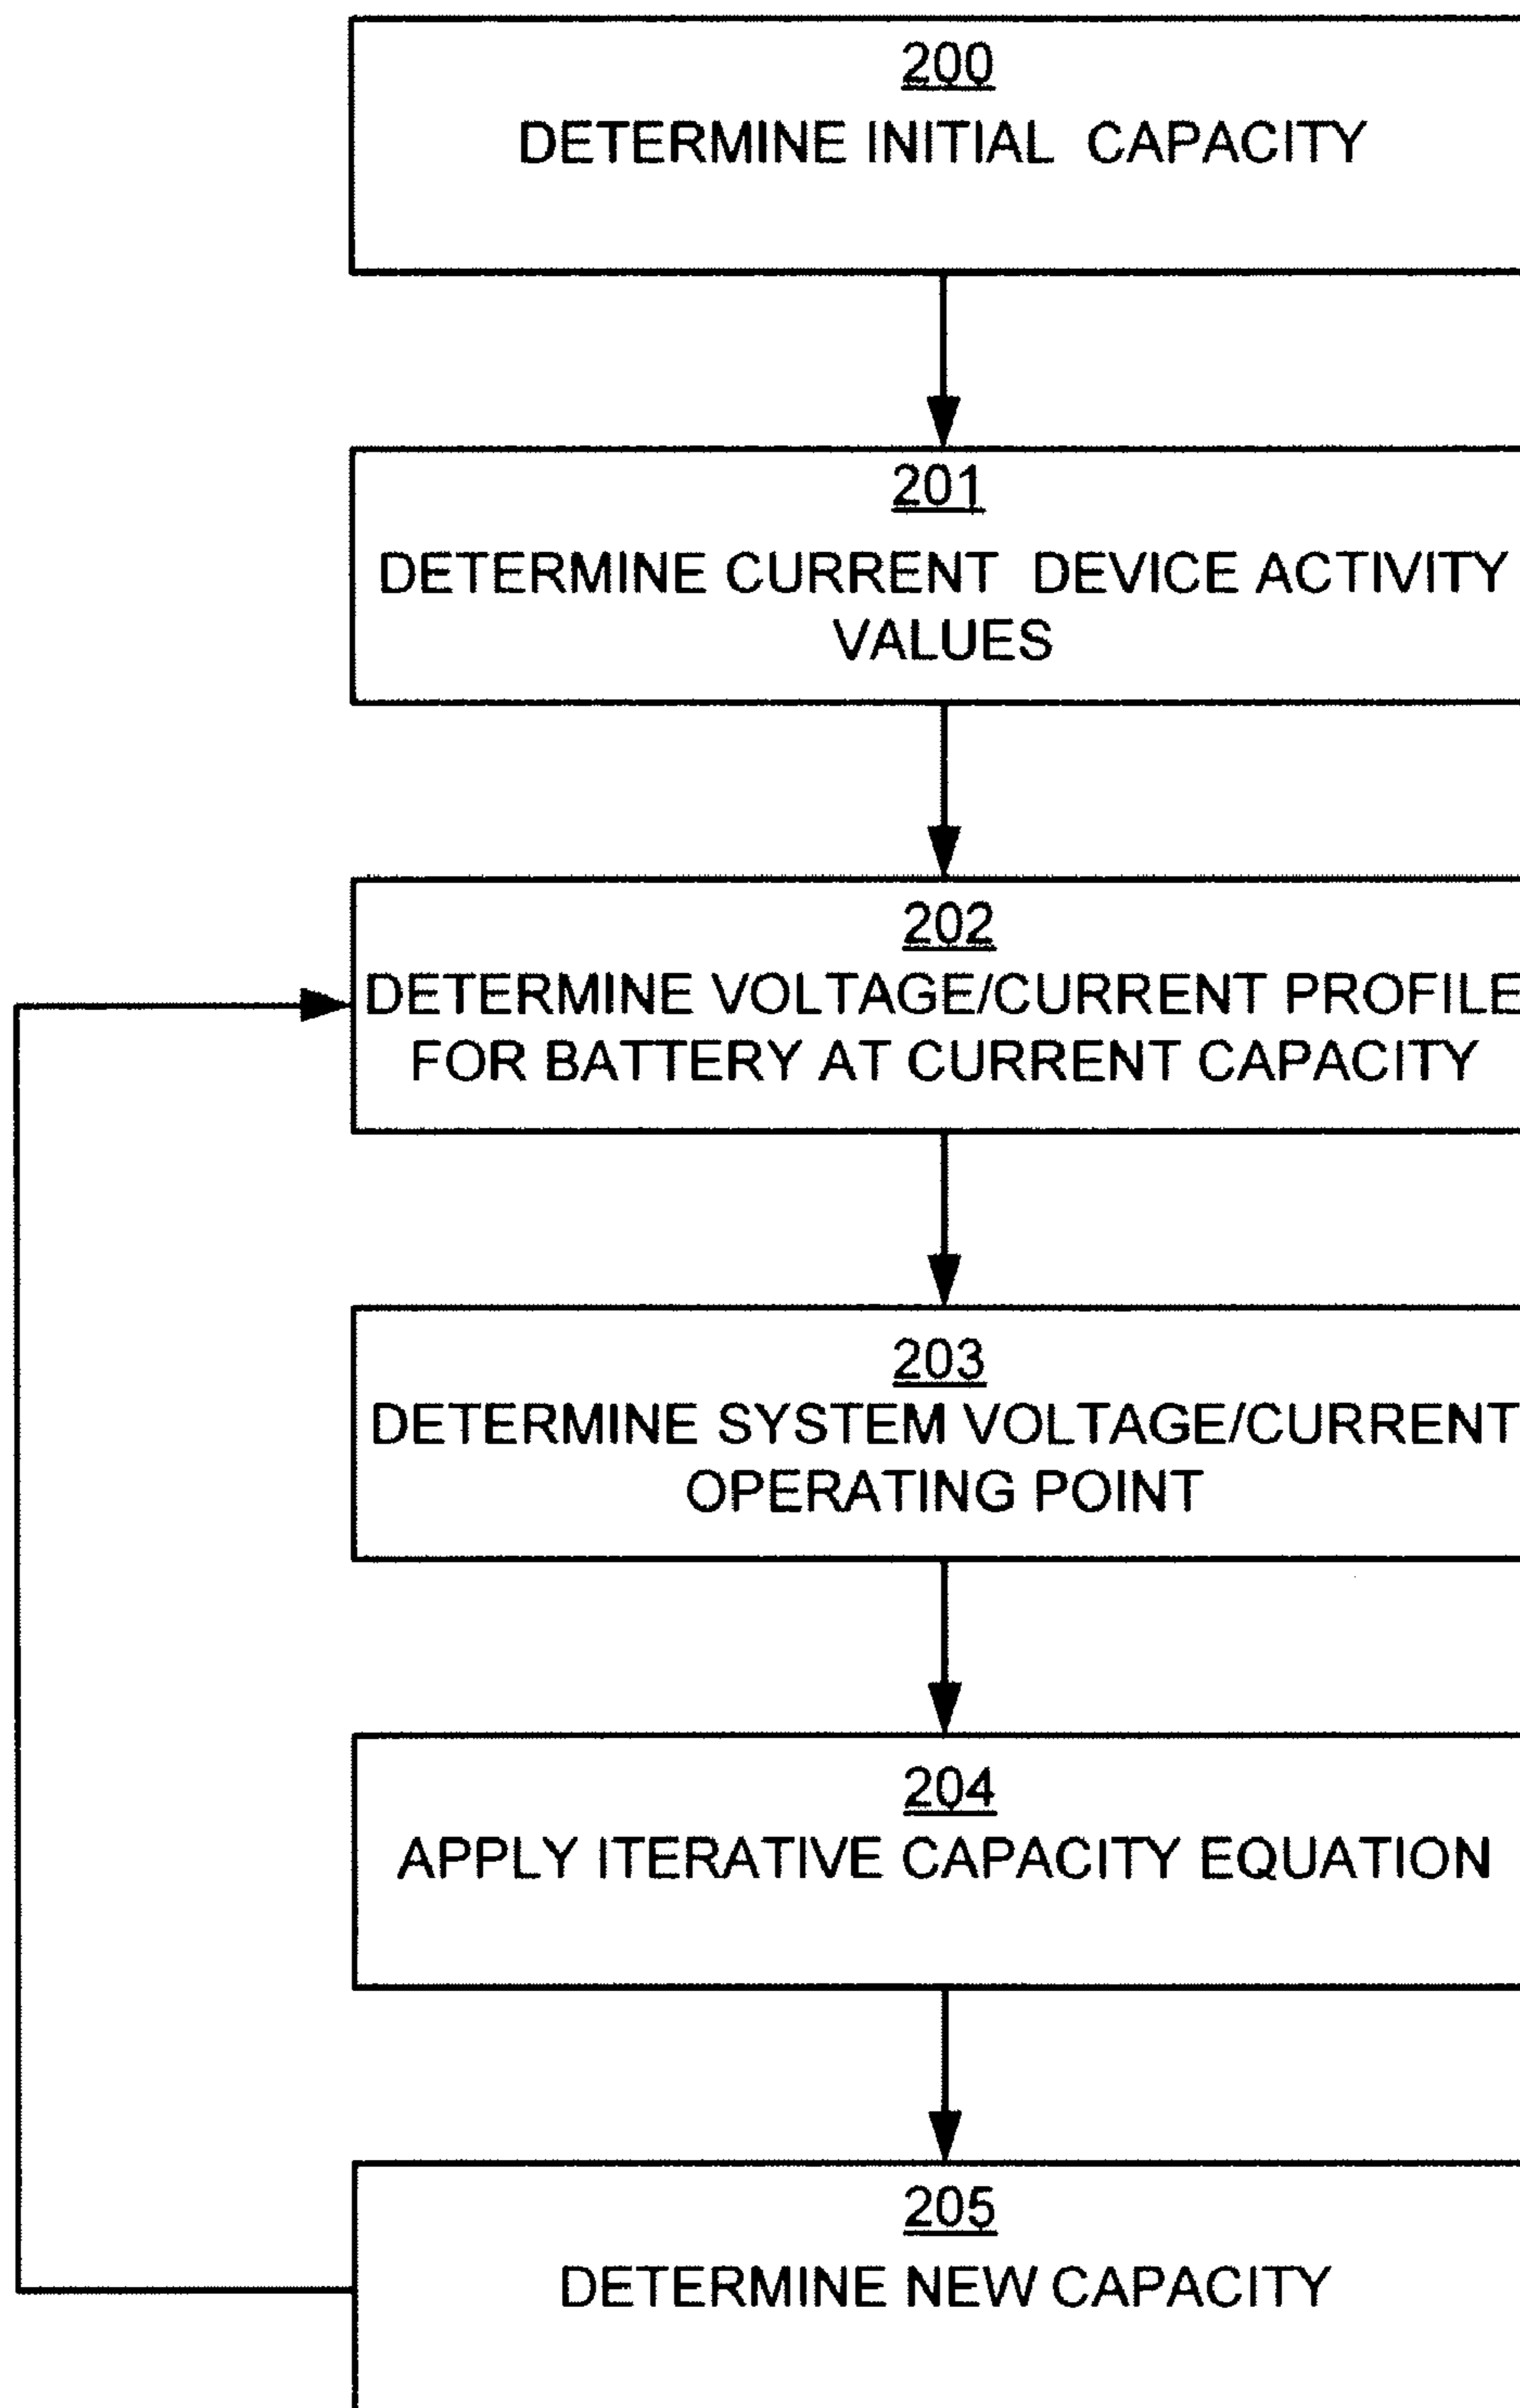 200
DETERMINE INITIAL CAPACITY
201
DETERMINE CURRENT DEVICE ACTIVITY
VALUES
202
DETERMINE VOLTAGE/CURRENT PROFILE
FOR BATTERY AT CURRENT CAPACITY
203
DETERMINE SYSTEM VOLTAGE/CURRENT
OPERATING POINT
204
APPLY ITERATIVE CAPACITY EQUATION
205
DETERMINE NEW CAPACITY